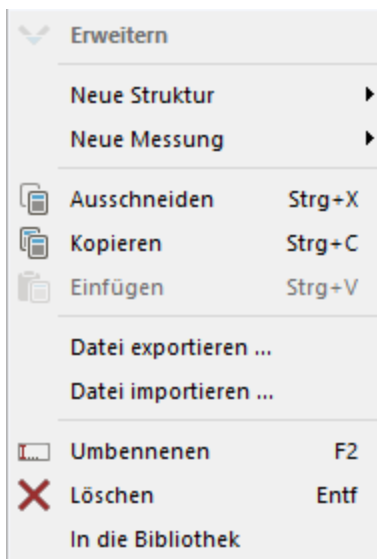 Erweitern
Neue Struktur
Neue Messung
Ausschneiden Strg+X
Kopieren Strg+C
Einfügen Strg+V
Datei exportieren ...
Datei importieren ...
Umbennenen F2
Löschen Entf
In die Bibliothek